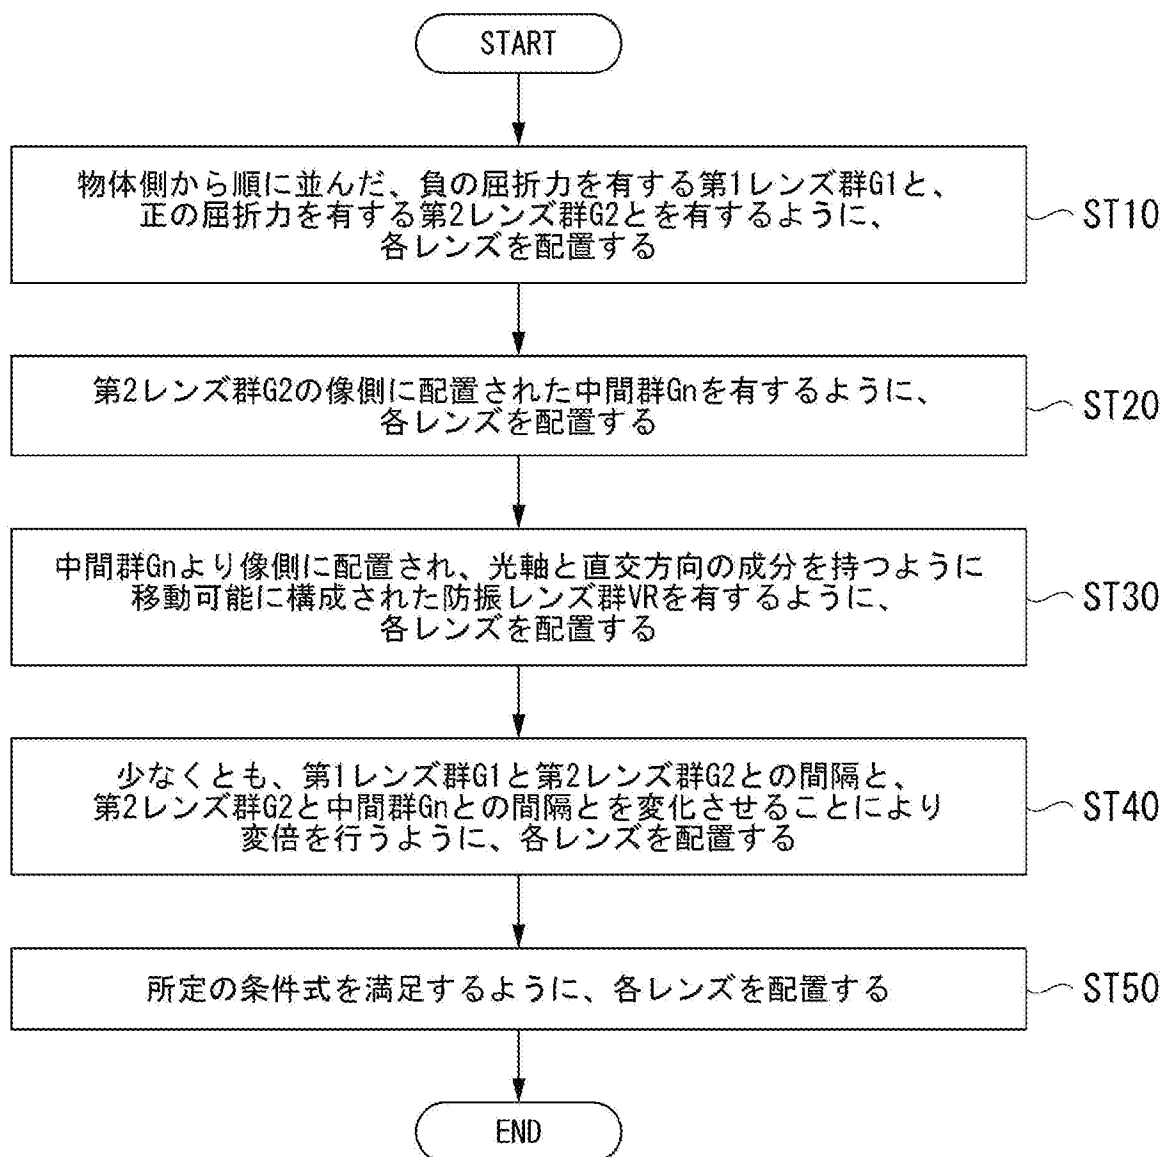 START
物体側から順に並んだ、負の屈折力を有する第1レンズ群G1と、
正の屈折力を有する第2レンズ群G2とを有するように、
各レンズを配置する
ST10
第2レンズ群G2の像側に配置された中間群Gnを有するように、
各レンズを配置する
ST20
中間群Gnより像側に配置され、光軸と直交方向の成分を持つように
移動可能に構成された防振レンズ群VRを有するように、
各レンズを配置する
ST30
少なくとも、第1レンズ群G1と第2レンズ群G2との間隔と、
第2レンズ群G2と中間群Gnとの間隔とを変化させることにより
変倍を行うように、各レンズを配置する
ST40
所定の条件式を満足するように、各レンズを配置する
ST50
END